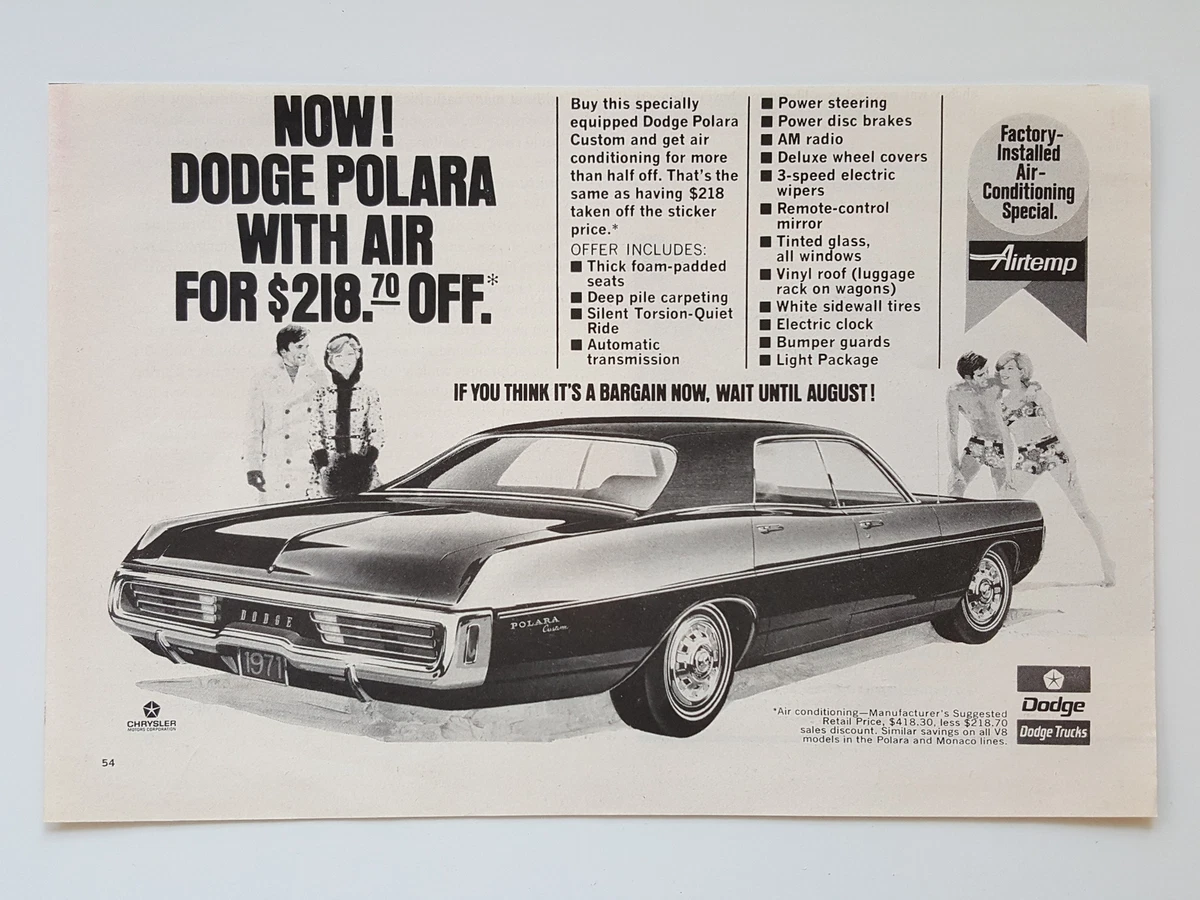 NOW!
DODGE POLARA
WITH AIR
FOR $218.70 OFF.*
Buy this specially
equipped Dodge Polara
Custom and get air
conditioning for more
than half off. That's the
same as having $218
taken off the sticker
price.*
OFFER INCLUDES:
■ Thick foam-padded
seats
■ Deep pile carpeting
■ Silent Torsion-Quiet
Ride
■ Automatic
transmission
■ Power steering
■ Power disc brakes
■ AM radio
■ Deluxe wheel covers
■ 3-speed electric
wipers
■ Remote-control
mirror
■ Tinted glass,
all windows
■ Vinyl roof (luggage
rack on wagons)
■ White sidewall tires
■ Electric clock
■ Bumper guards
■ Light Package
Factory-
Installed
Air-
Conditioning
Special.
Airtemp
IF YOU THINK IT'S A BARGAIN NOW, WAIT UNTIL AUGUST!
DODGE
POLARA
Custom
1971
CHRYSLER
MOTORS CORPORATION
*Air conditioning—Manufacturer's Suggested
Retail Price, $418.30, less $218.70
sales discount. Similar savings on all V8
models in the Polara and Monaco lines.
Dodge
Dodge Trucks
54